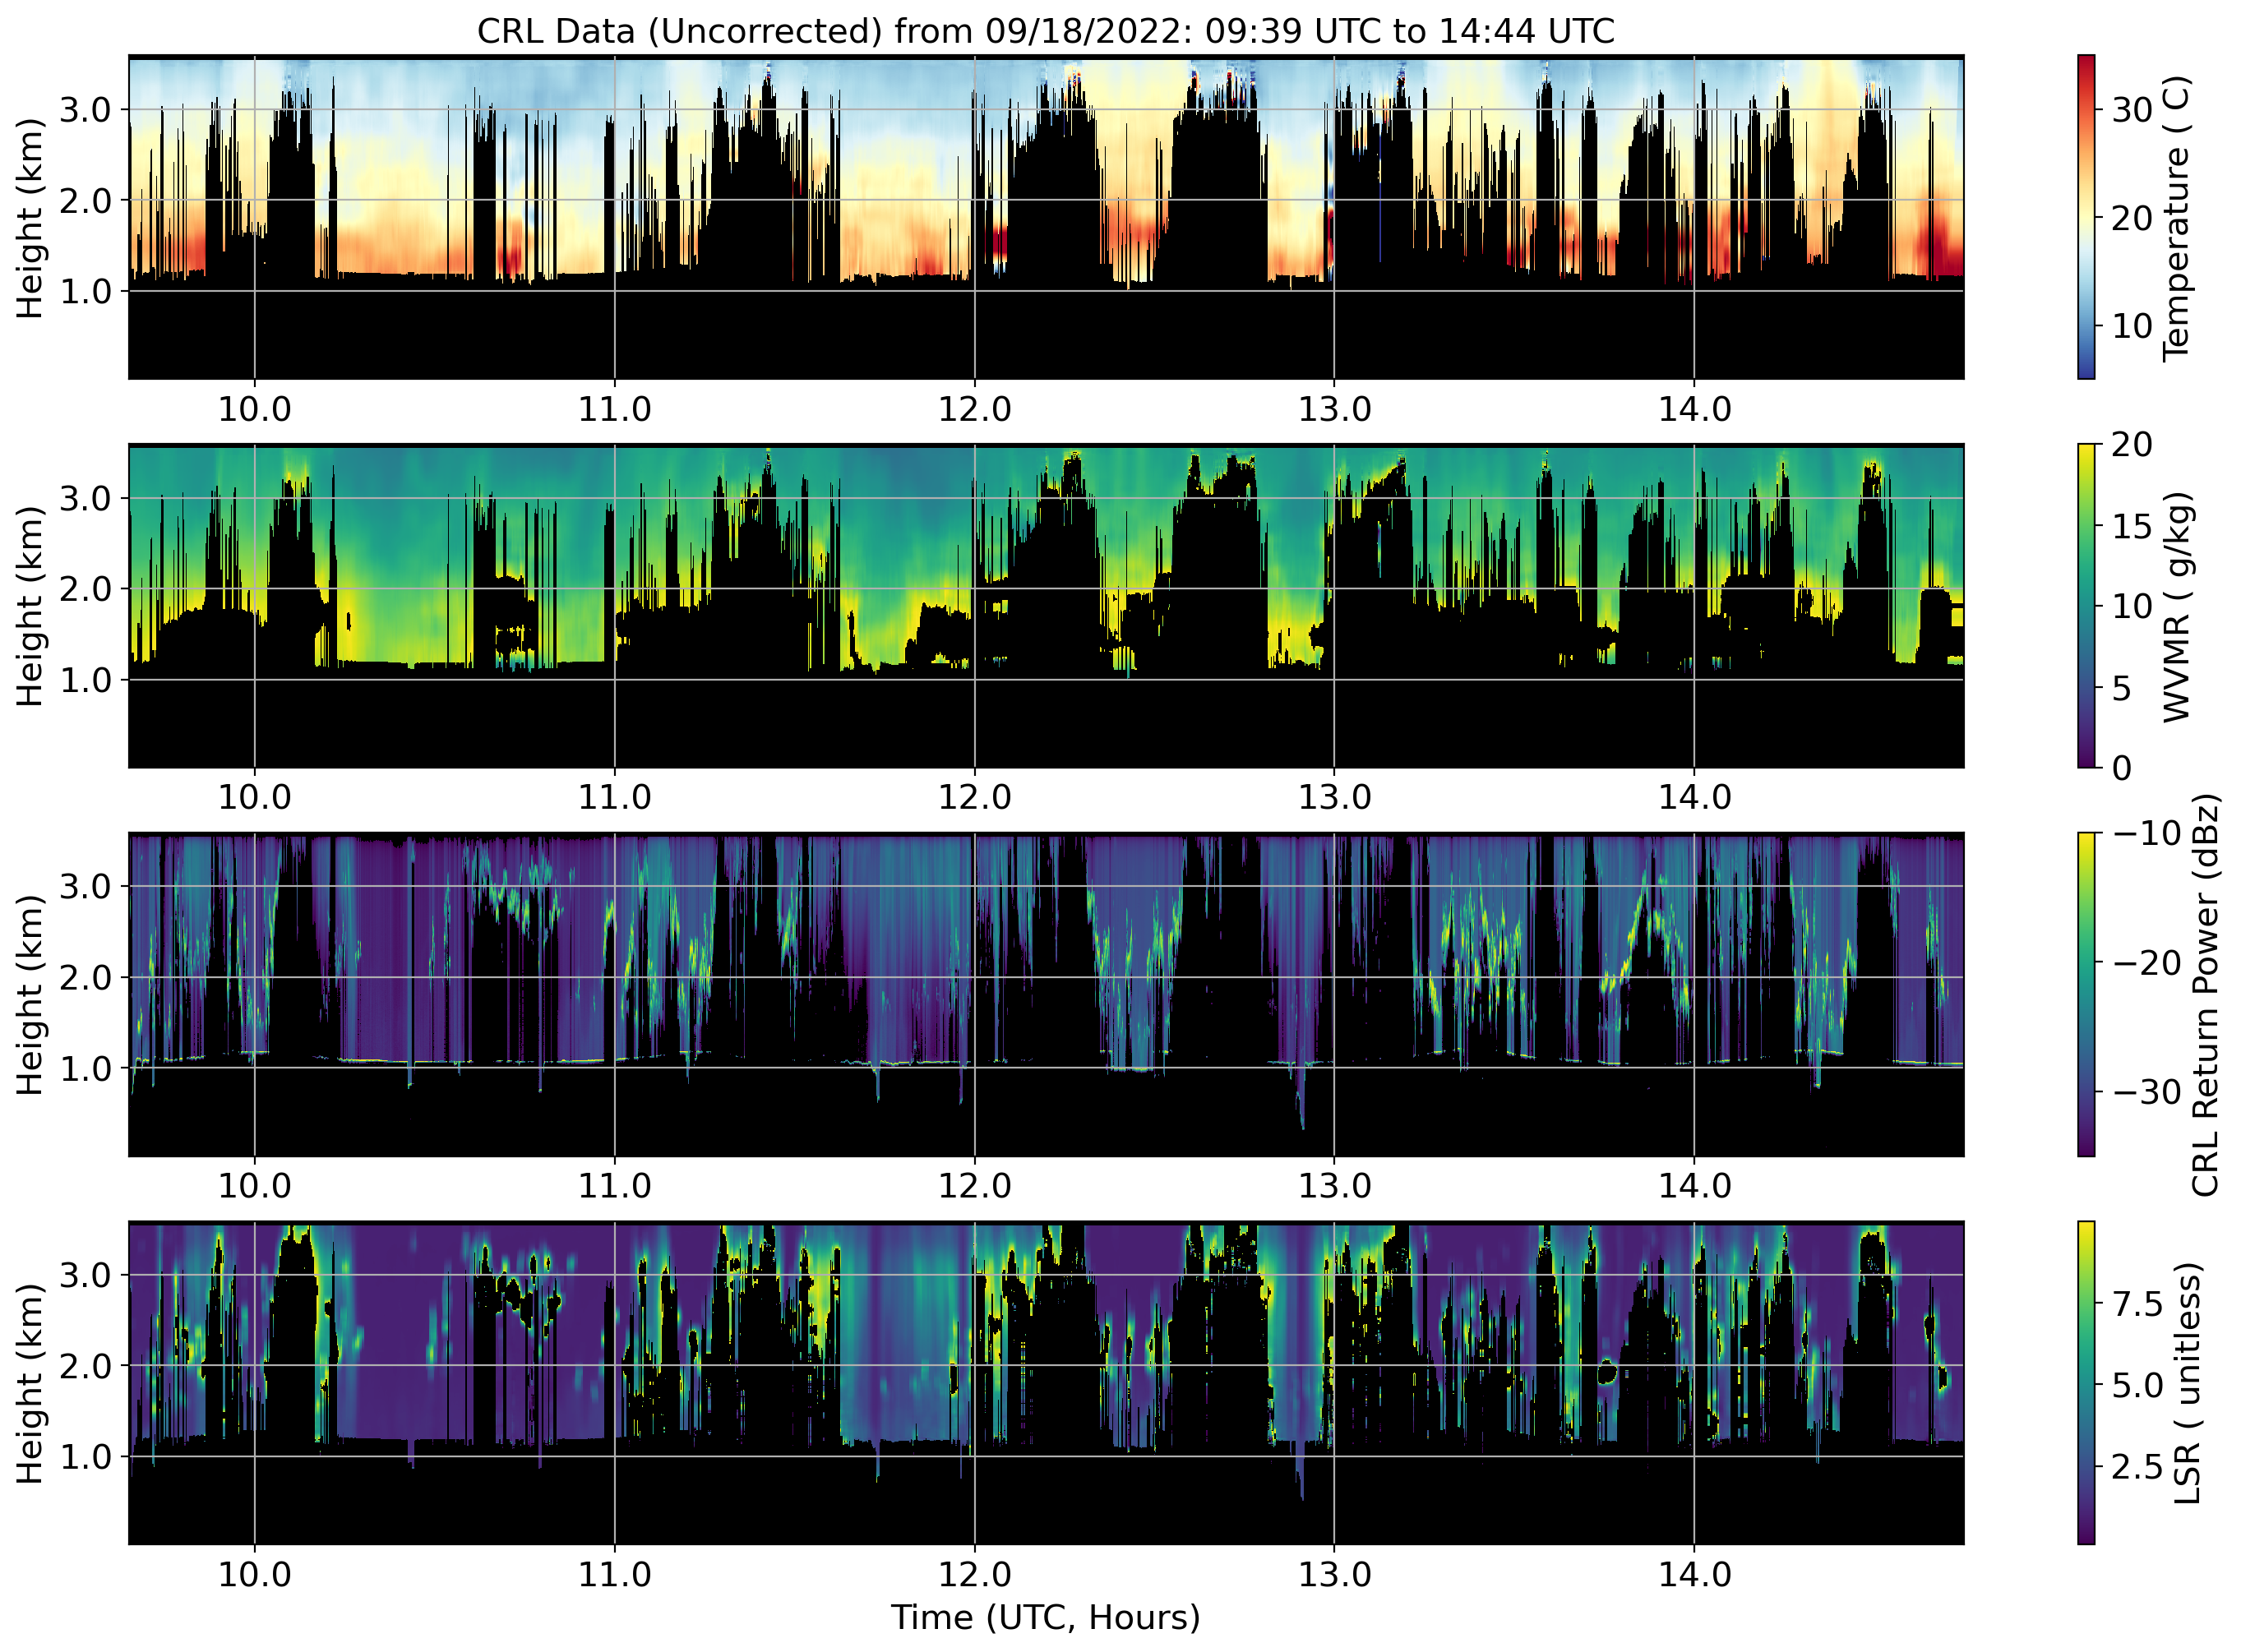 CRL Data (Uncorrected) from 09/18/2022: 09:39 UTC to 14:44 UTC
Height (km)
3.0
2.0
1.0
10.0 11.0 12.0 13.0 14.0
30
20
10
Temperature ( C)
Height (km)
3.0
2.0
1.0
10.0 11.0 12.0 13.0 14.0
20
15
10
5
0
WVMR ( g/kg)
Height (km)
3.0
2.0
1.0
10.0 11.0 12.0 13.0 14.0
−10
−20
−30
CRL Return Power (dBz)
Height (km)
3.0
2.0
1.0
10.0 11.0 12.0 13.0 14.0
7.5
5.0
2.5
LSR ( unitless)
Time (UTC, Hours)